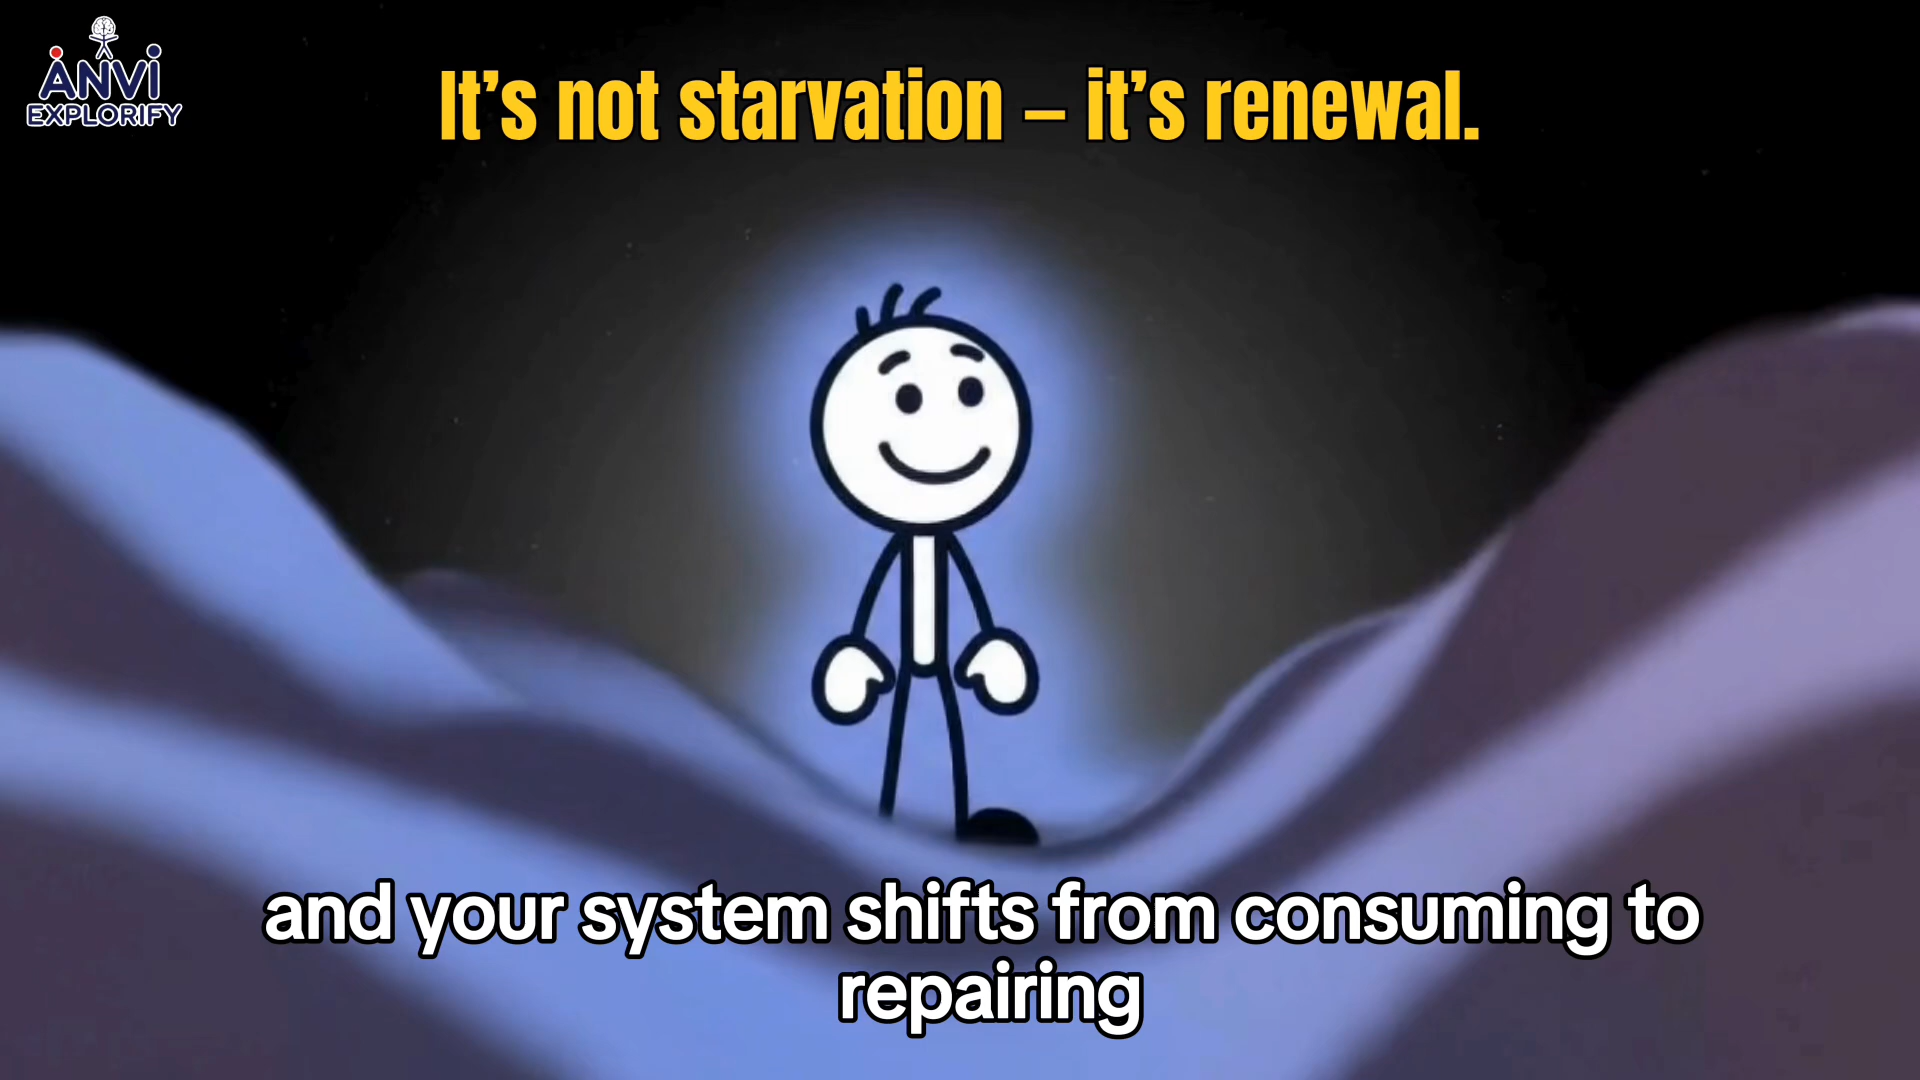 ANVI
EXPLORIFY
It’s not starvation – it’s renewal.
and your system shifts from consuming to
repairing